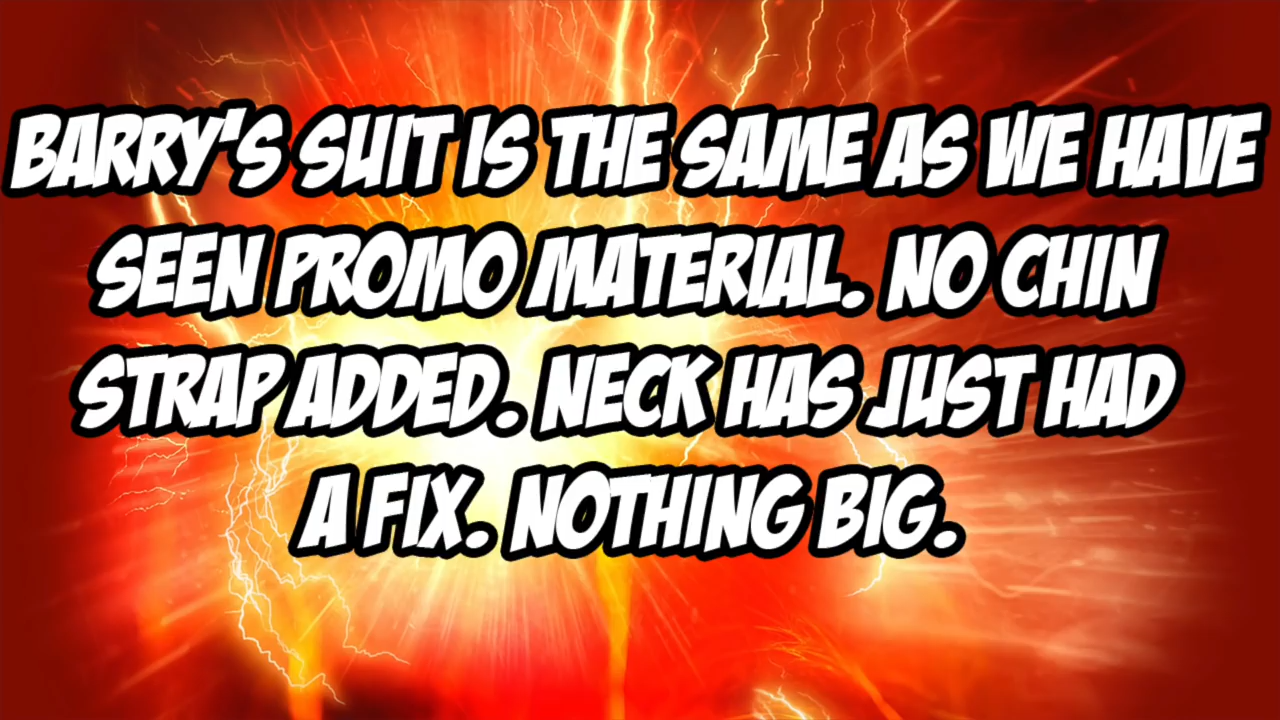 BARRY'S SUIT IS THE SAME AS WE HAVE
SEEN PROMO MATERIAL. NO CHIN
STRAP ADDED. NECK HAS JUST HAD
A FIX. NOTHING BIG.